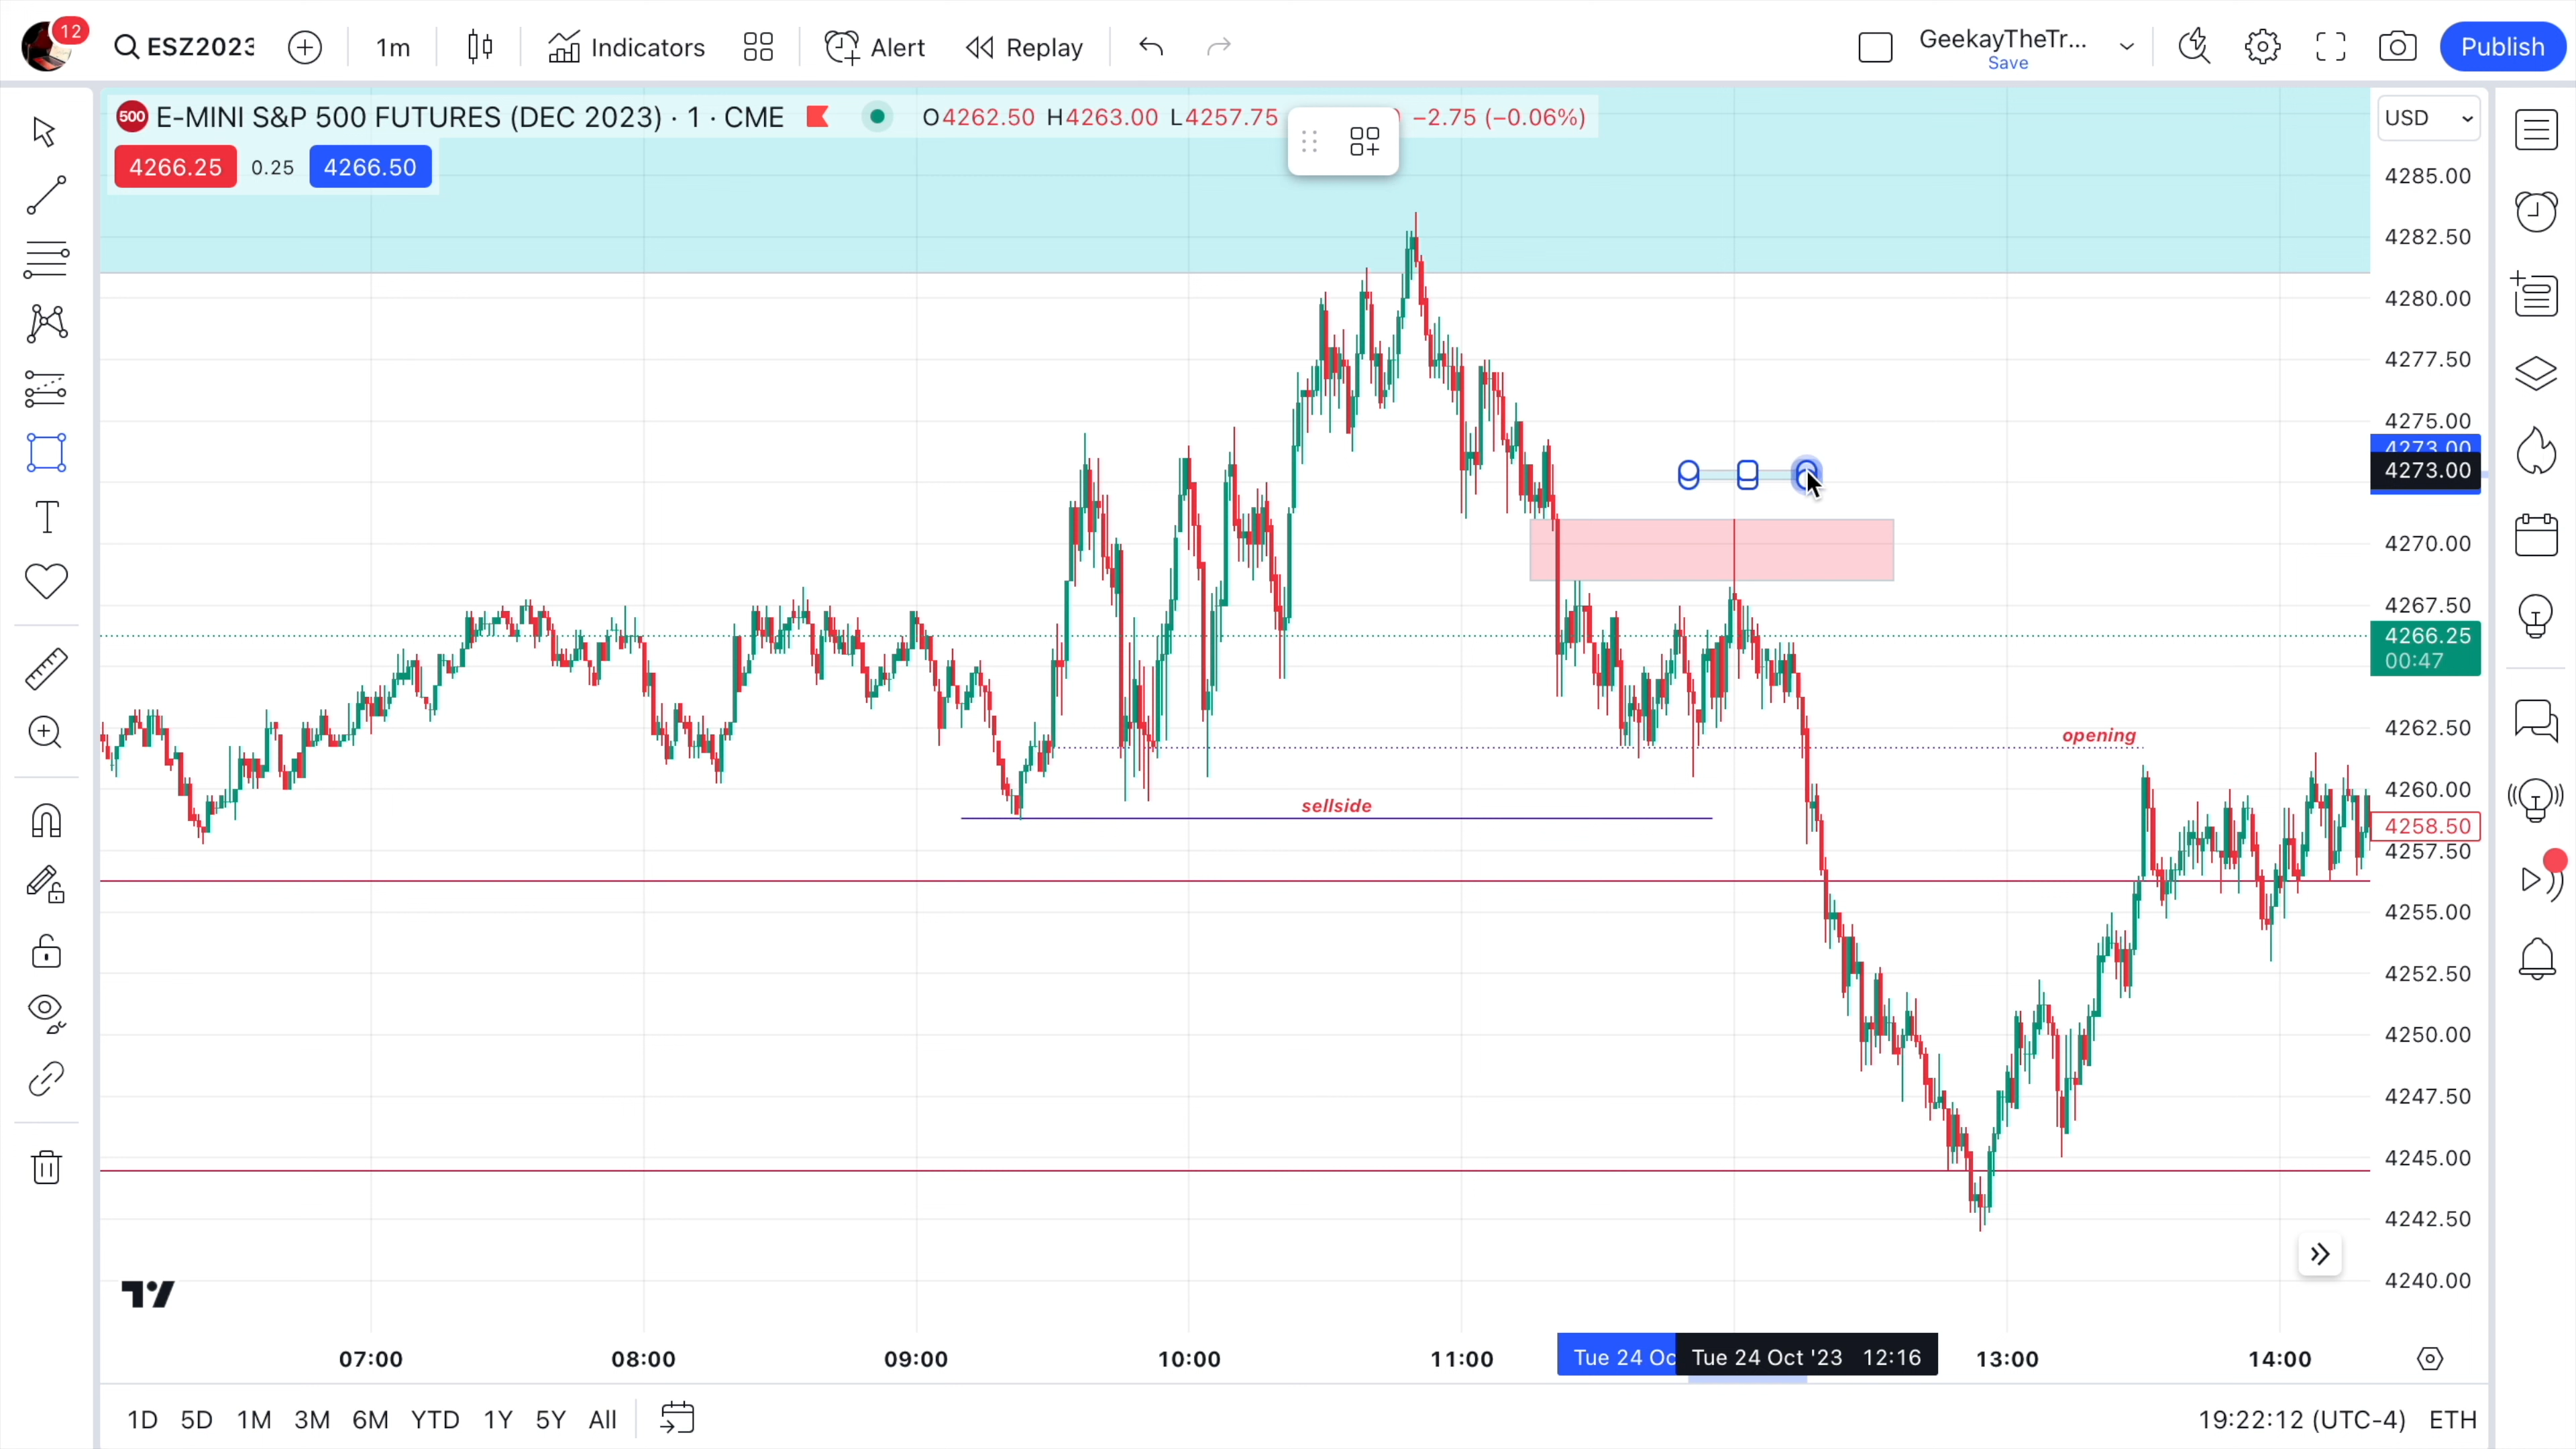 12
ESZ2023
1m
Indicators
Alert
Replay
GeekayTheTr...
Save
Publish
500
E-MINI S&P 500 FUTURES (DEC 2023) · 1 · CME
O4262.50 H4263.00 L4257.75
−2.75 (−0.06%)
4266.25
0.25
4266.50
USD
4285.00
4282.50
4280.00
4277.50
4275.00
4273.00
4273.00
4270.00
4267.50
4266.25
00:47
4262.50
4260.00
4258.50
4257.50
4255.00
4252.50
4250.00
4247.50
4245.00
4242.50
4240.00
opening
sellside
07:00
08:00
09:00
10:00
11:00
Tue 24 Oc
Tue 24 Oct '23 12:16
13:00
14:00
1D 5D 1M 3M 6M YTD 1Y 5Y All
19:22:12 (UTC-4) ETH